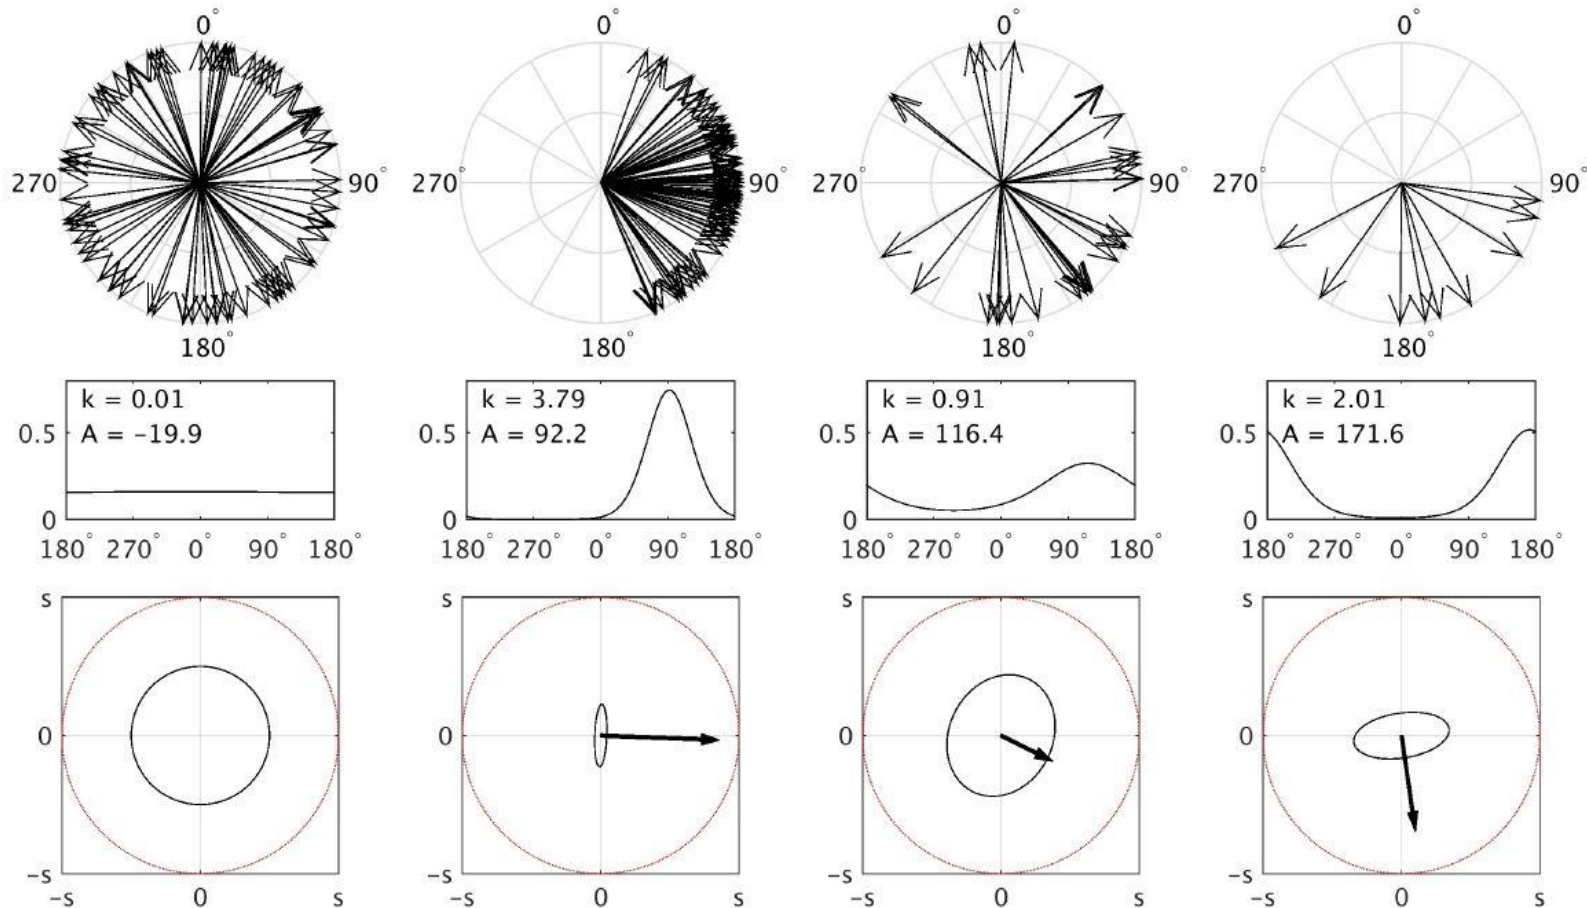 0° 0° 0° 0°
270° 90° 270° 90° 270° 90° 270° 90°
180° 180° 180° 180°
k = 0.01 k = 3.79 k = 0.91 k = 2.01
0.5 A = −19.9 0.5 A = 92.2 0.5 A = 116.4 0.5 A = 171.6
0 0 0 0
180° 270° 0° 90° 180° 180° 270° 0° 90° 180° 180° 270° 0° 90° 180° 180° 270° 0° 90° 180°
s s s s
0 0 0 0
−s −s −s −s
−s 0 s −s 0 s −s 0 s −s 0 s